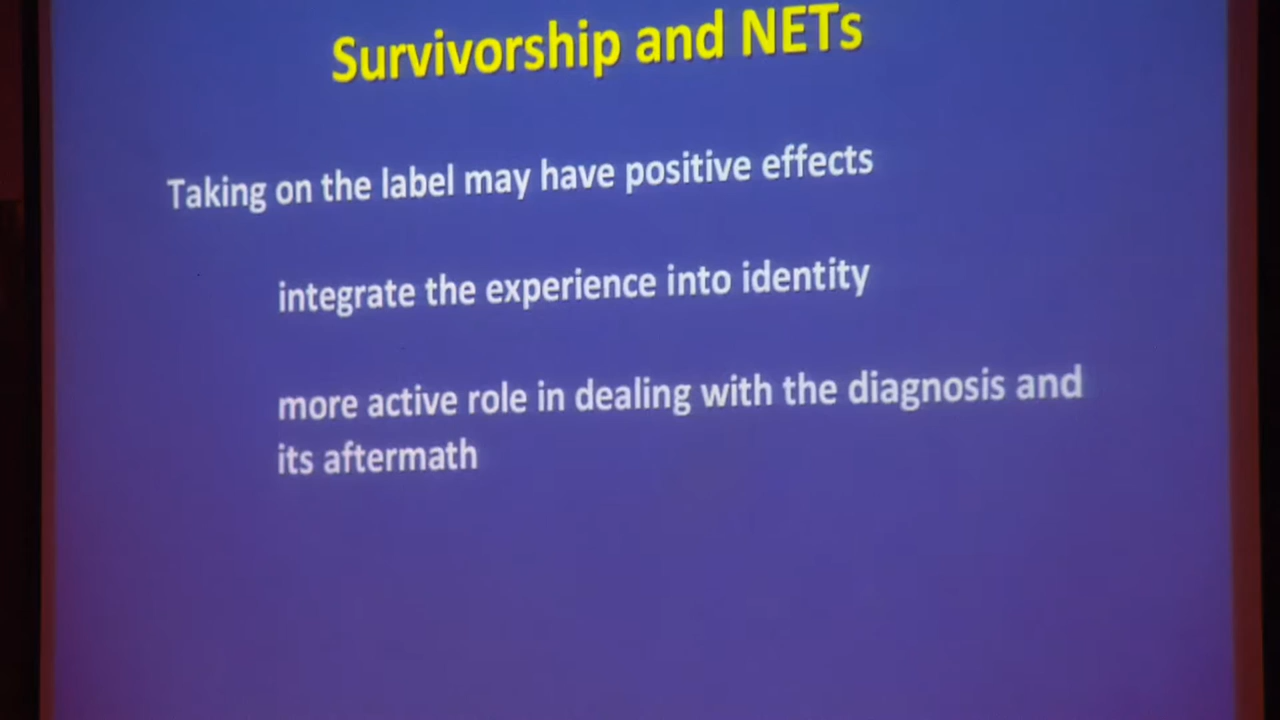 Survivorship and NETs
Taking on the label may have positive effects
integrate the experience into identity
more active role in dealing with the diagnosis and
its aftermath